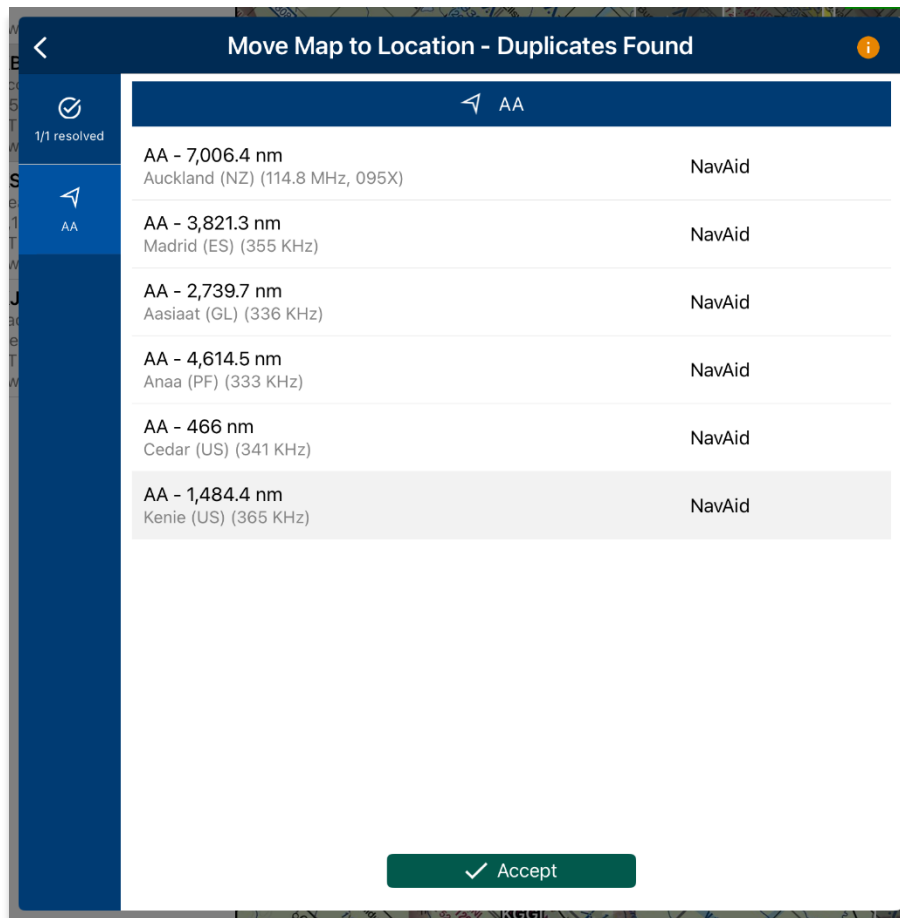 Move Map to Location - Duplicates Found
1/1 resolved
AA
AA
AA - 7,006.4 nm
Auckland (NZ) (114.8 MHz, 095X)
NavAid
AA - 3,821.3 nm
Madrid (ES) (355 KHz)
NavAid
AA - 2,739.7 nm
Aasiaat (GL) (336 KHz)
NavAid
AA - 4,614.5 nm
Anaa (PF) (333 KHz)
NavAid
AA - 466 nm
Cedar (US) (341 KHz)
NavAid
AA - 1,484.4 nm
Kenie (US) (365 KHz)
NavAid
Accept